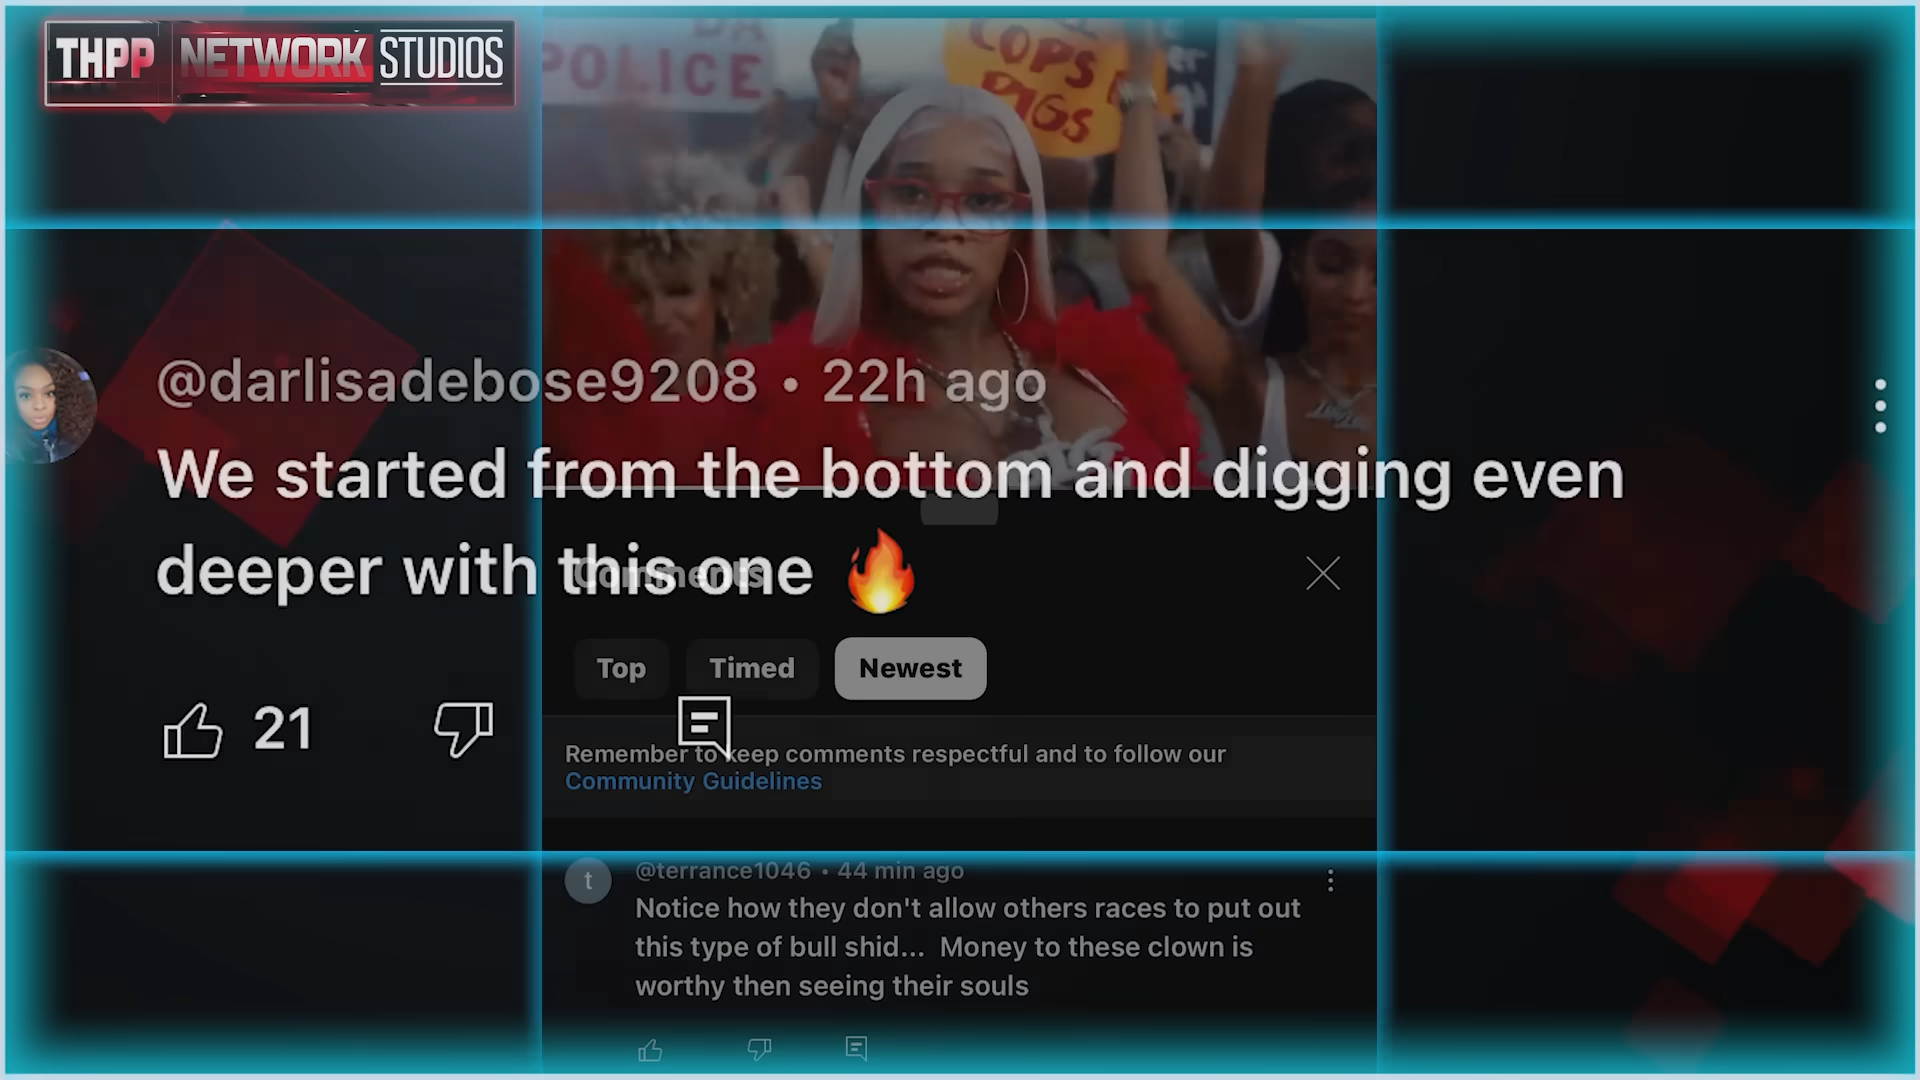 THPP NETWORK STUDIOS
DA
POLICE
COPS
PIGS
@darlisadebose9208 • 22h ago
We started from the bottom and digging even
deeper with this one 🔥
Comments
Top Timed Newest
21
Remember to keep comments respectful and to follow our
Community Guidelines
t
@terrance1046 • 44 min ago
Notice how they don't allow others races to put out
this type of bull shid... Money to these clown is
worthy then seeing their souls